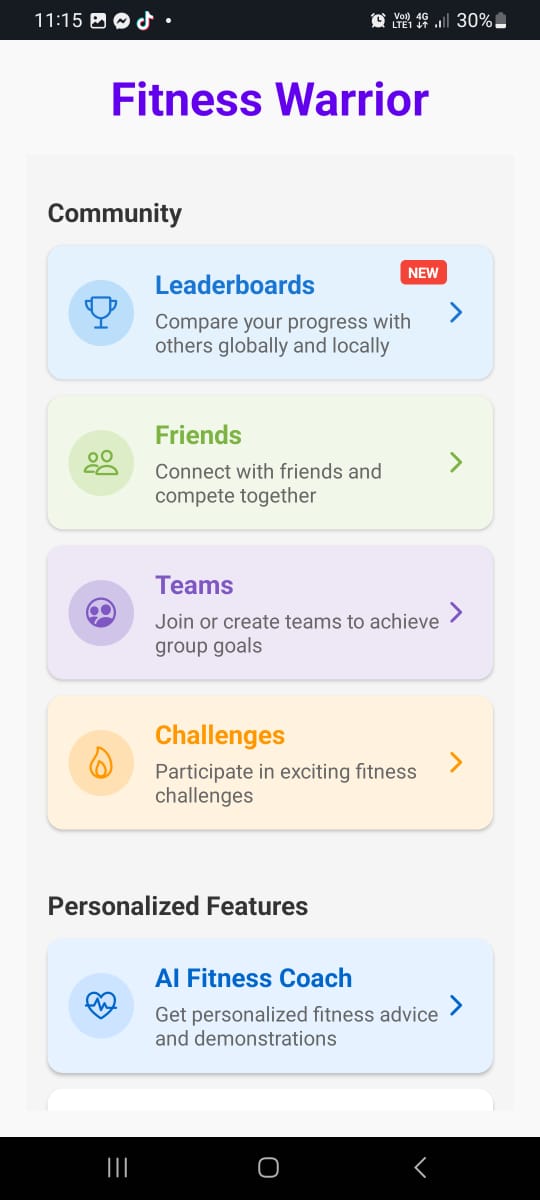 11:15
Vo)) 4G
LTE1
30%
Fitness Warrior
Community
Leaderboards
NEW
Compare your progress with
others globally and locally
Friends
Connect with friends and
compete together
Teams
Join or create teams to achieve
group goals
Challenges
Participate in exciting fitness
challenges
Personalized Features
AI Fitness Coach
Get personalized fitness advice
and demonstrations